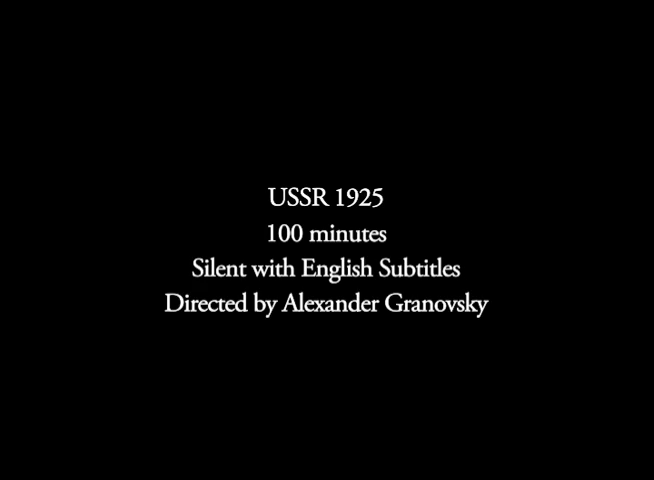 USSR 1925
100 minutes
Silent with English Subtitles
Directed by Alexander Granovsky